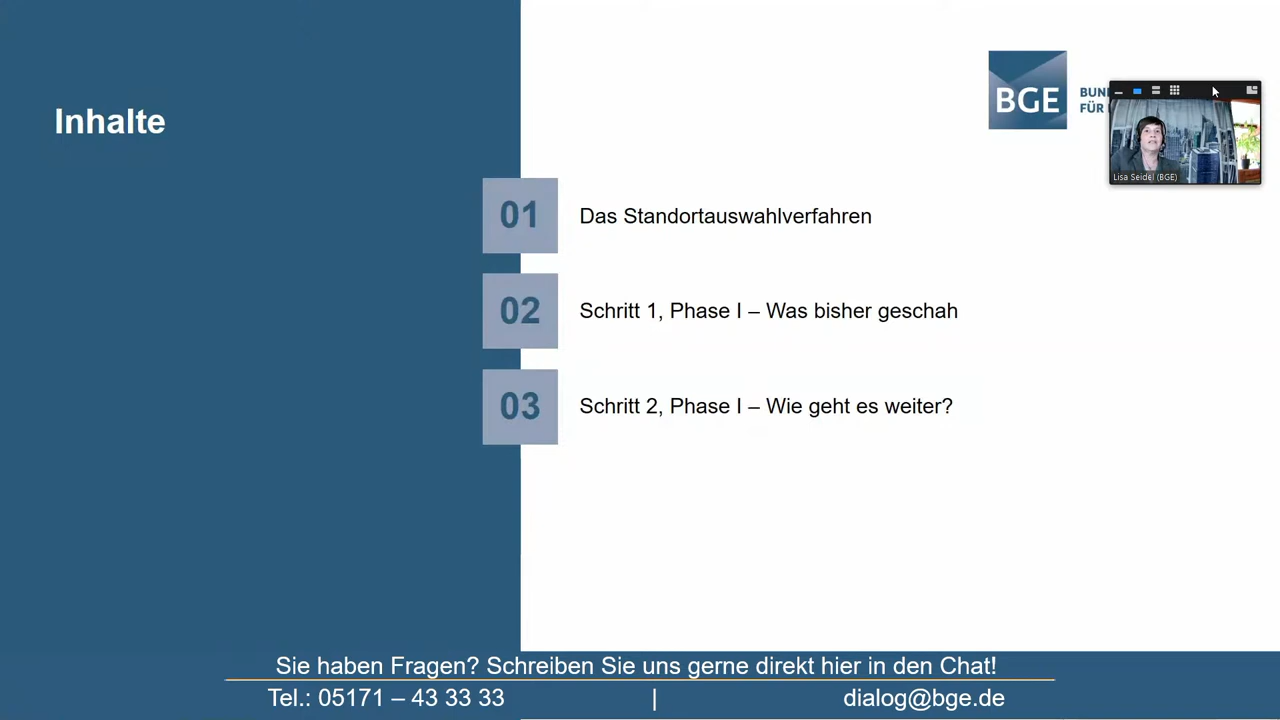 Inhalte
BGE
01
Das Standortauswahlverfahren
02
Schritt 1, Phase I – Was bisher geschah
03
Schritt 2, Phase I – Wie geht es weiter?
Lisa Seidel (BGE)
Sie haben Fragen? Schreiben Sie uns gerne direkt hier in den Chat!
Tel.: 05171 – 43 33 33 | dialog@bge.de